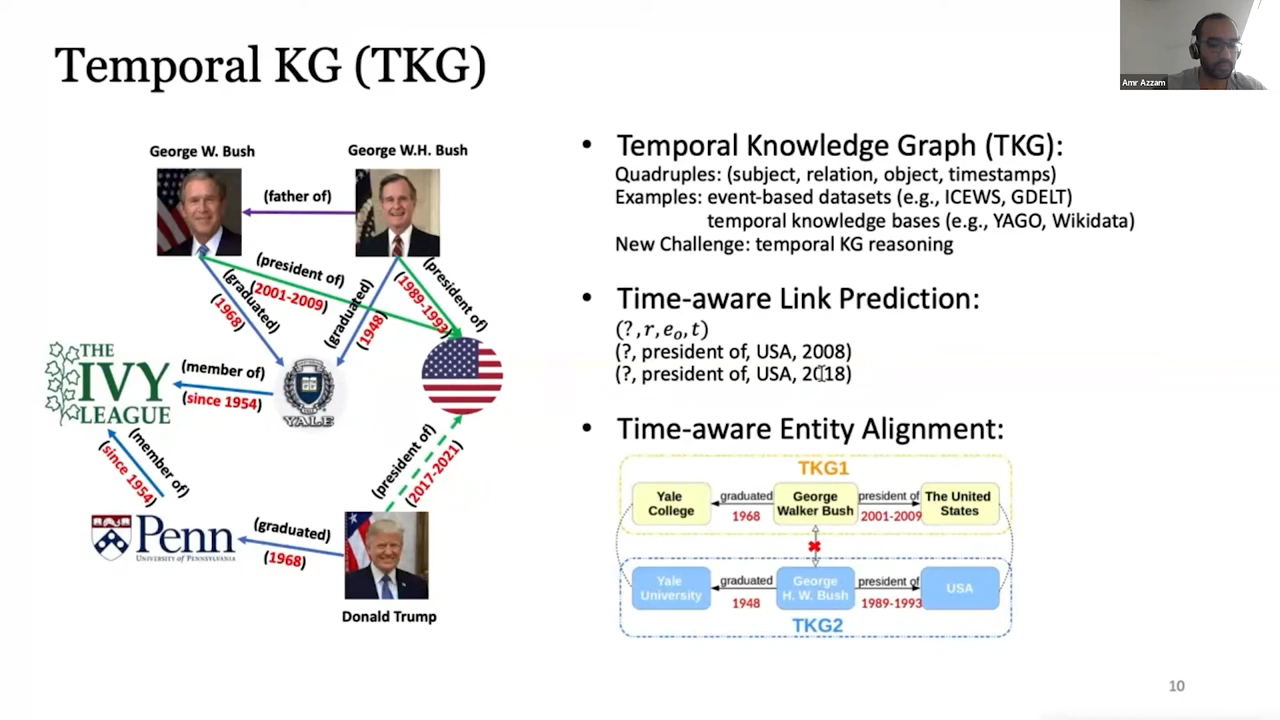 Temporal KG (TKG)
Amr Azzam
George W. Bush
George W.H. Bush
(father of)
(president of)
(2001-2009)
(graduated)
(1968)
(graduated)
(1948)
(president of)
(1989-1993)
THE
IVY
LEAGUE
(member of)
(since 1954)
YALE
(member of)
(since 1954)
(president of)
(2017-2021)
Penn
UNIVERSITY OF PENNSYLVANIA
(graduated)
(1968)
Donald Trump
• Temporal Knowledge Graph (TKG):
Quadruples: (subject, relation, object, timestamps)
Examples: event-based datasets (e.g., ICEWS, GDELT)
temporal knowledge bases (e.g., YAGO, Wikidata)
New Challenge: temporal KG reasoning
• Time-aware Link Prediction:
(?, r, eₒ, t)
(?, president of, USA, 2008)
(?, president of, USA, 2018)
• Time-aware Entity Alignment:
TKG1
Yale College
graduated
1968
George Walker Bush
president of
2001-2009
The United States
Yale University
graduated
1948
George H. W. Bush
president of
1989-1993
USA
TKG2
10